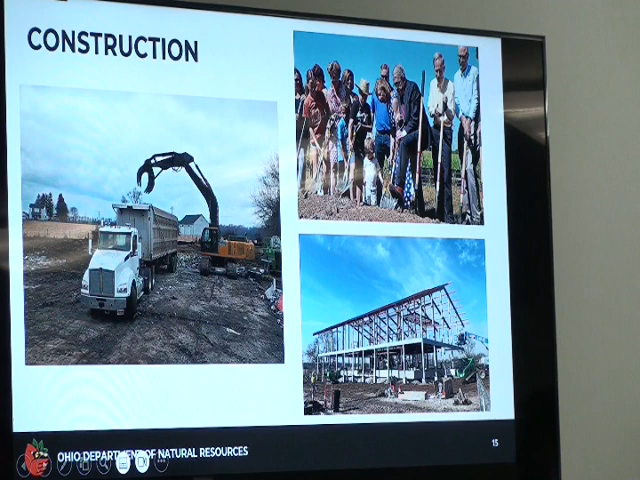 CONSTRUCTION
OHIO DEPARTMENT OF NATURAL RESOURCES
15